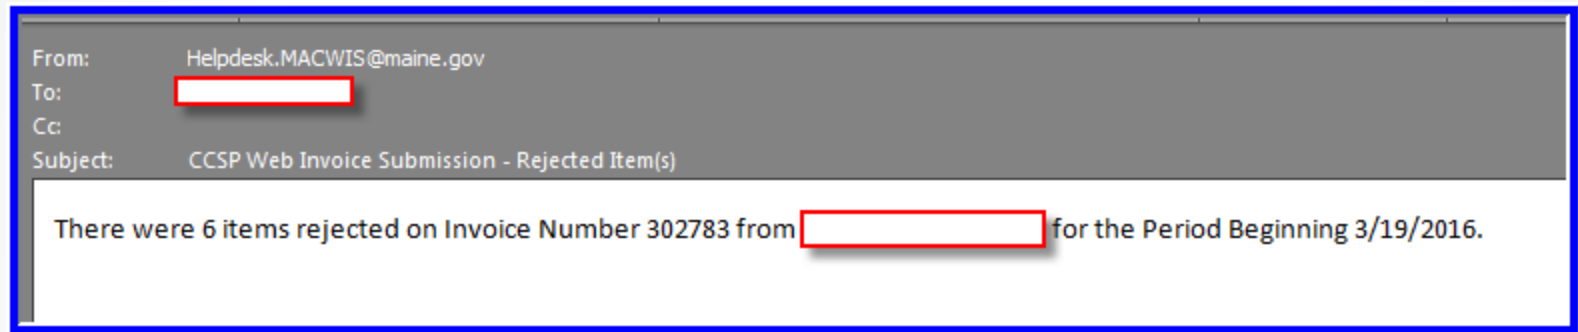 From: Helpdesk.MACWIS@maine.gov
To:
Cc:
Subject: CCSP Web Invoice Submission - Rejected Item(s)
There were 6 items rejected on Invoice Number 302783 from for the Period Beginning 3/19/2016.